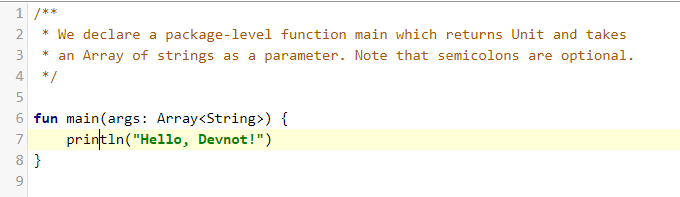 1 /**
2  * We declare a package-level function main which returns Unit and takes
3  * an Array of strings as a parameter. Note that semicolons are optional.
4  */
5
6 fun main(args: Array<String>) {
7     println("Hello, Devnot!")
8 }
9